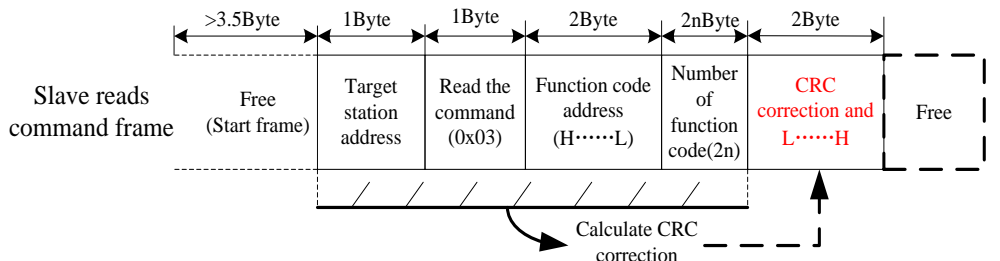 >3.5Byte 1Byte 1Byte 2Byte 2nByte 2Byte
Slave reads
command frame
Free
(Start frame)
Target
station
address
Read the
command
(0x03)
Function code
address
(H······L)
Number
of
function
code(2n)
CRC
correction and
L······H
Free
Calculate CRC
correction